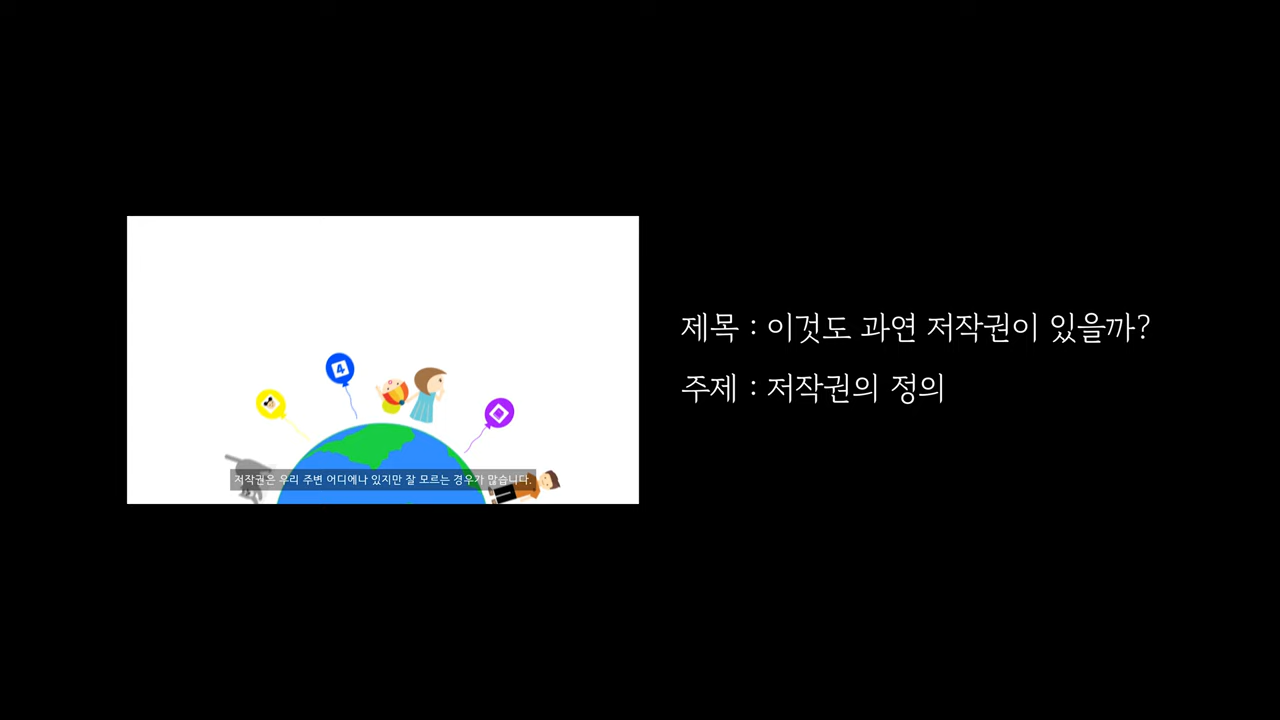 4
저작권은 우리 주변 어디에나 있지만 잘 모르는 경우가 많습니다.
제목 : 이것도 과연 저작권이 있을까?
주제 : 저작권의 정의